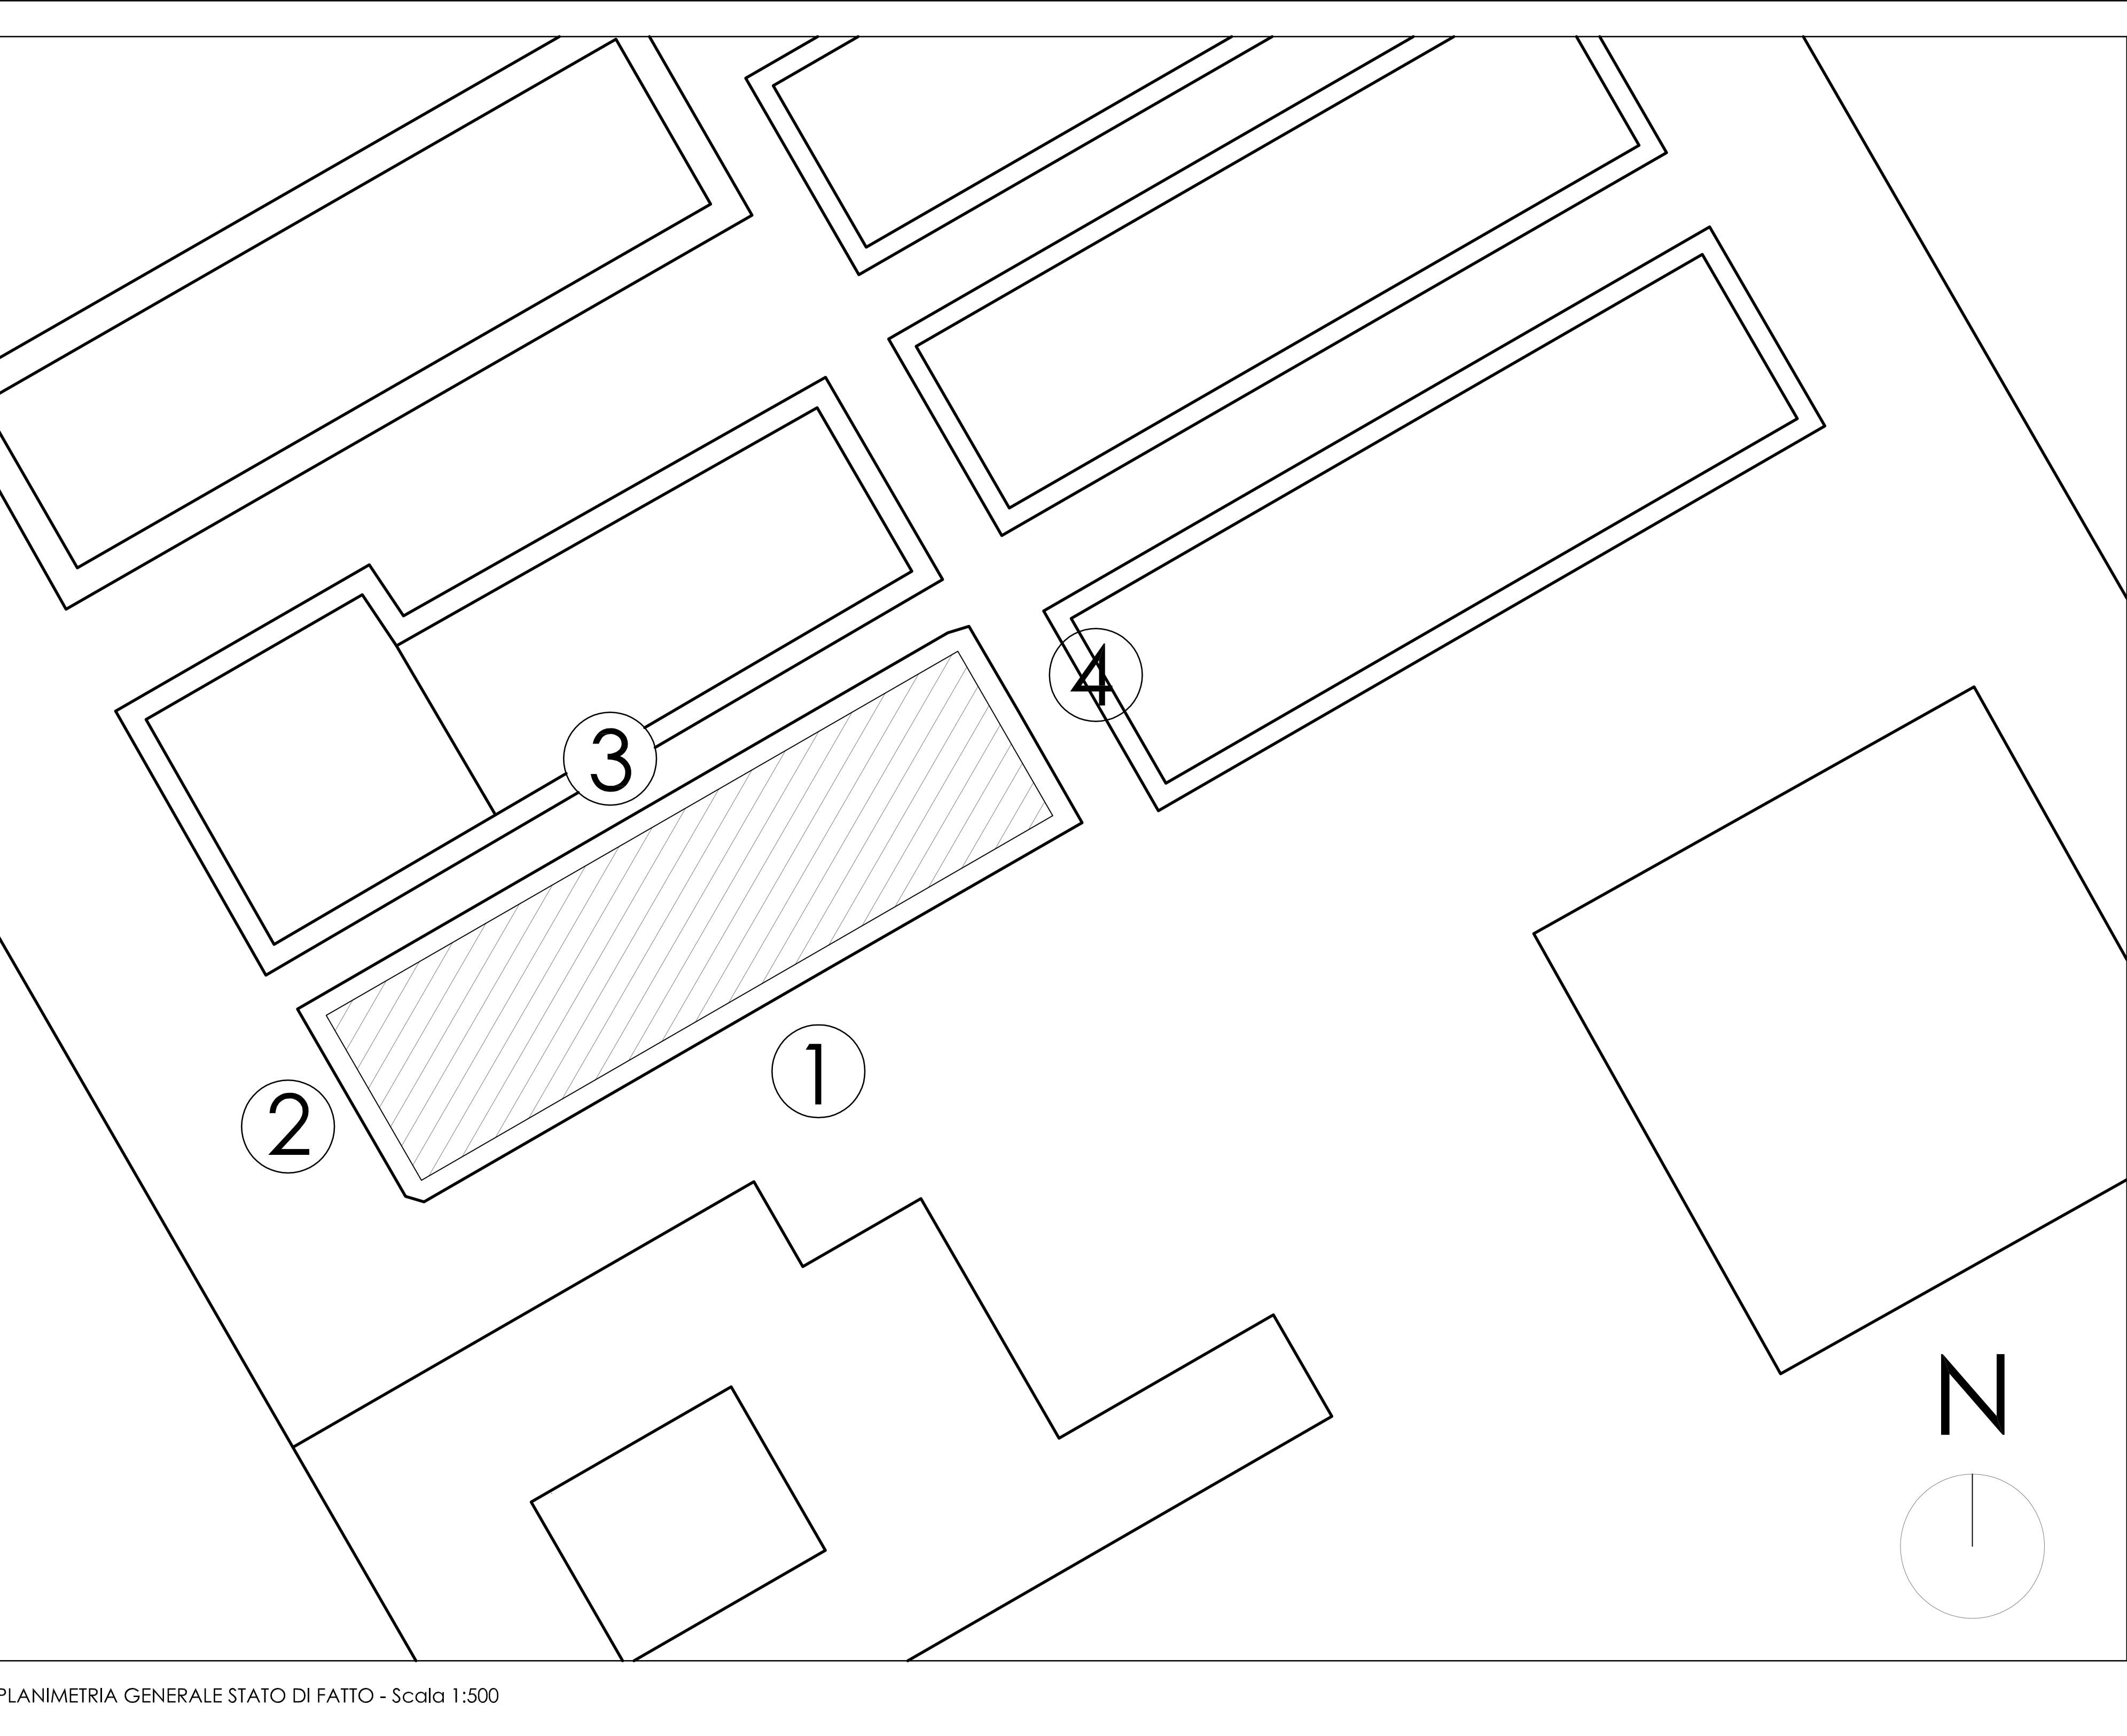 4
3
1
2
N
PLANIMETRIA GENERALE STATO DI FATTO - Scala 1:500